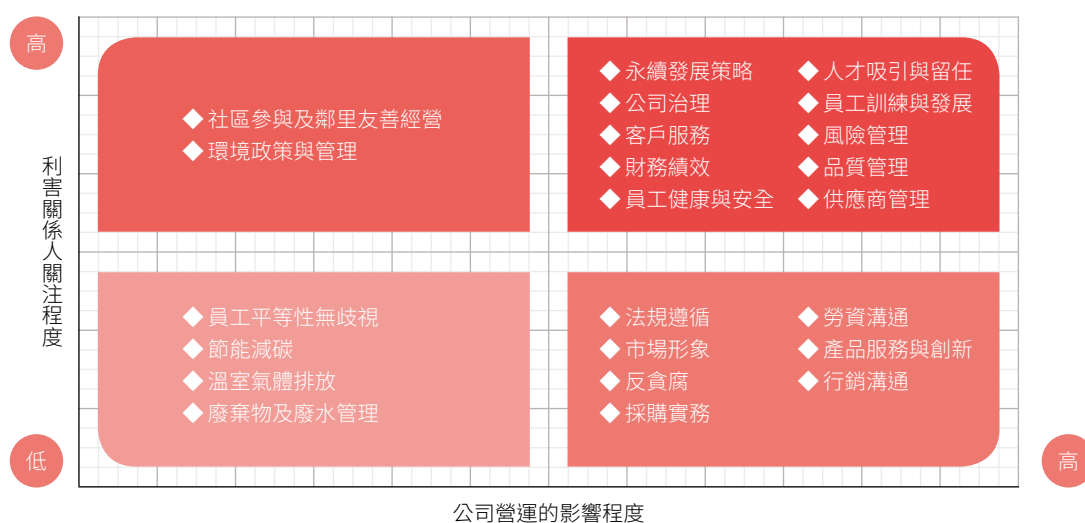 高
利害關係人關注程度
◆社區參與及鄰里友善經營
◆環境政策與管理
◆永續發展策略
◆公司治理
◆客戶服務
◆財務績效
◆員工健康與安全
◆人才吸引與留任
◆員工訓練與發展
◆風險管理
◆品質管理
◆供應商管理
◆員工平等性無歧視
◆節能減碳
◆溫室氣體排放
◆廢棄物及廢水管理
◆法規遵循
◆市場形象
◆反貪腐
◆採購實務
◆勞資溝通
◆產品服務與創新
◆行銷溝通
低
高
公司營運的影響程度